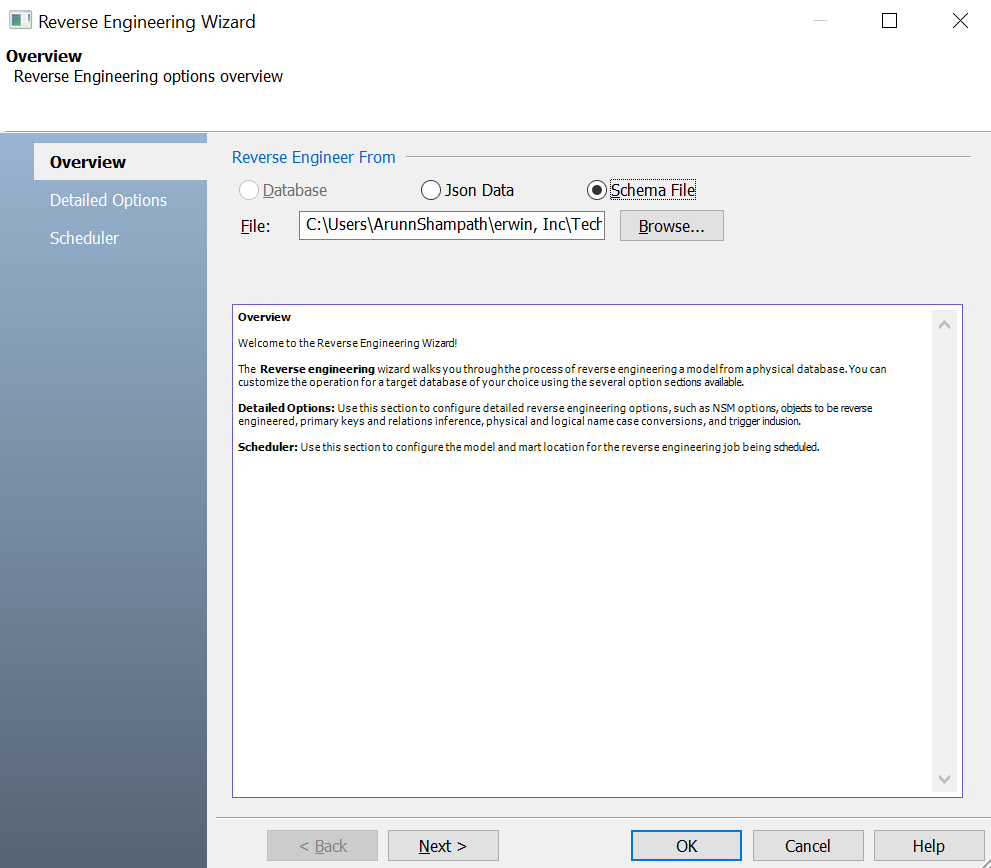 Reverse Engineering Wizard
Overview
Reverse Engineering options overview
Overview
Detailed Options
Scheduler
Reverse Engineer From
Database
Json Data
Schema File
File:
C:\Users\ArunnShampath\erwin, Inc\Tech
Browse...
Overview
Welcome to the Reverse Engineering Wizard!
The Reverse engineering wizard walks you through the process of reverse engineering a model from a physical database. You can
customize the operation for a target database of your choice using the several option sections available.
Detailed Options: Use this section to configure detailed reverse engineering options, such as NSM options, objects to be reverse
engineered, primary keys and relations inference, physical and logical name case conversions, and trigger inclusion.
Scheduler: Use this section to configure the model and mart location for the reverse engineering job being scheduled.
< Back
Next >
OK
Cancel
Help